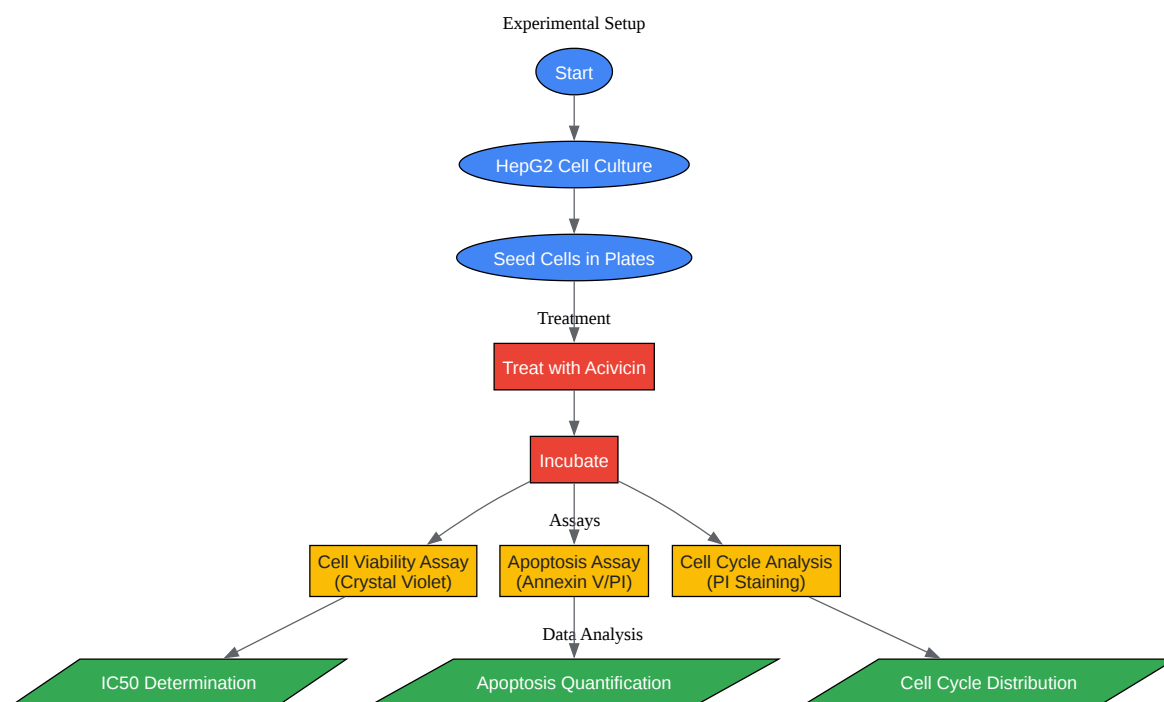 Experimental Setup
Start
HepG2 Cell Culture
Seed Cells in Plates
Treatment
Treat with Acivicin
Incubate
Assays
Cell Viability Assay
(Crystal Violet)
Apoptosis Assay
(Annexin V/PI)
Cell Cycle Analysis
(PI Staining)
Data Analysis
IC50 Determination
Apoptosis Quantification
Cell Cycle Distribution